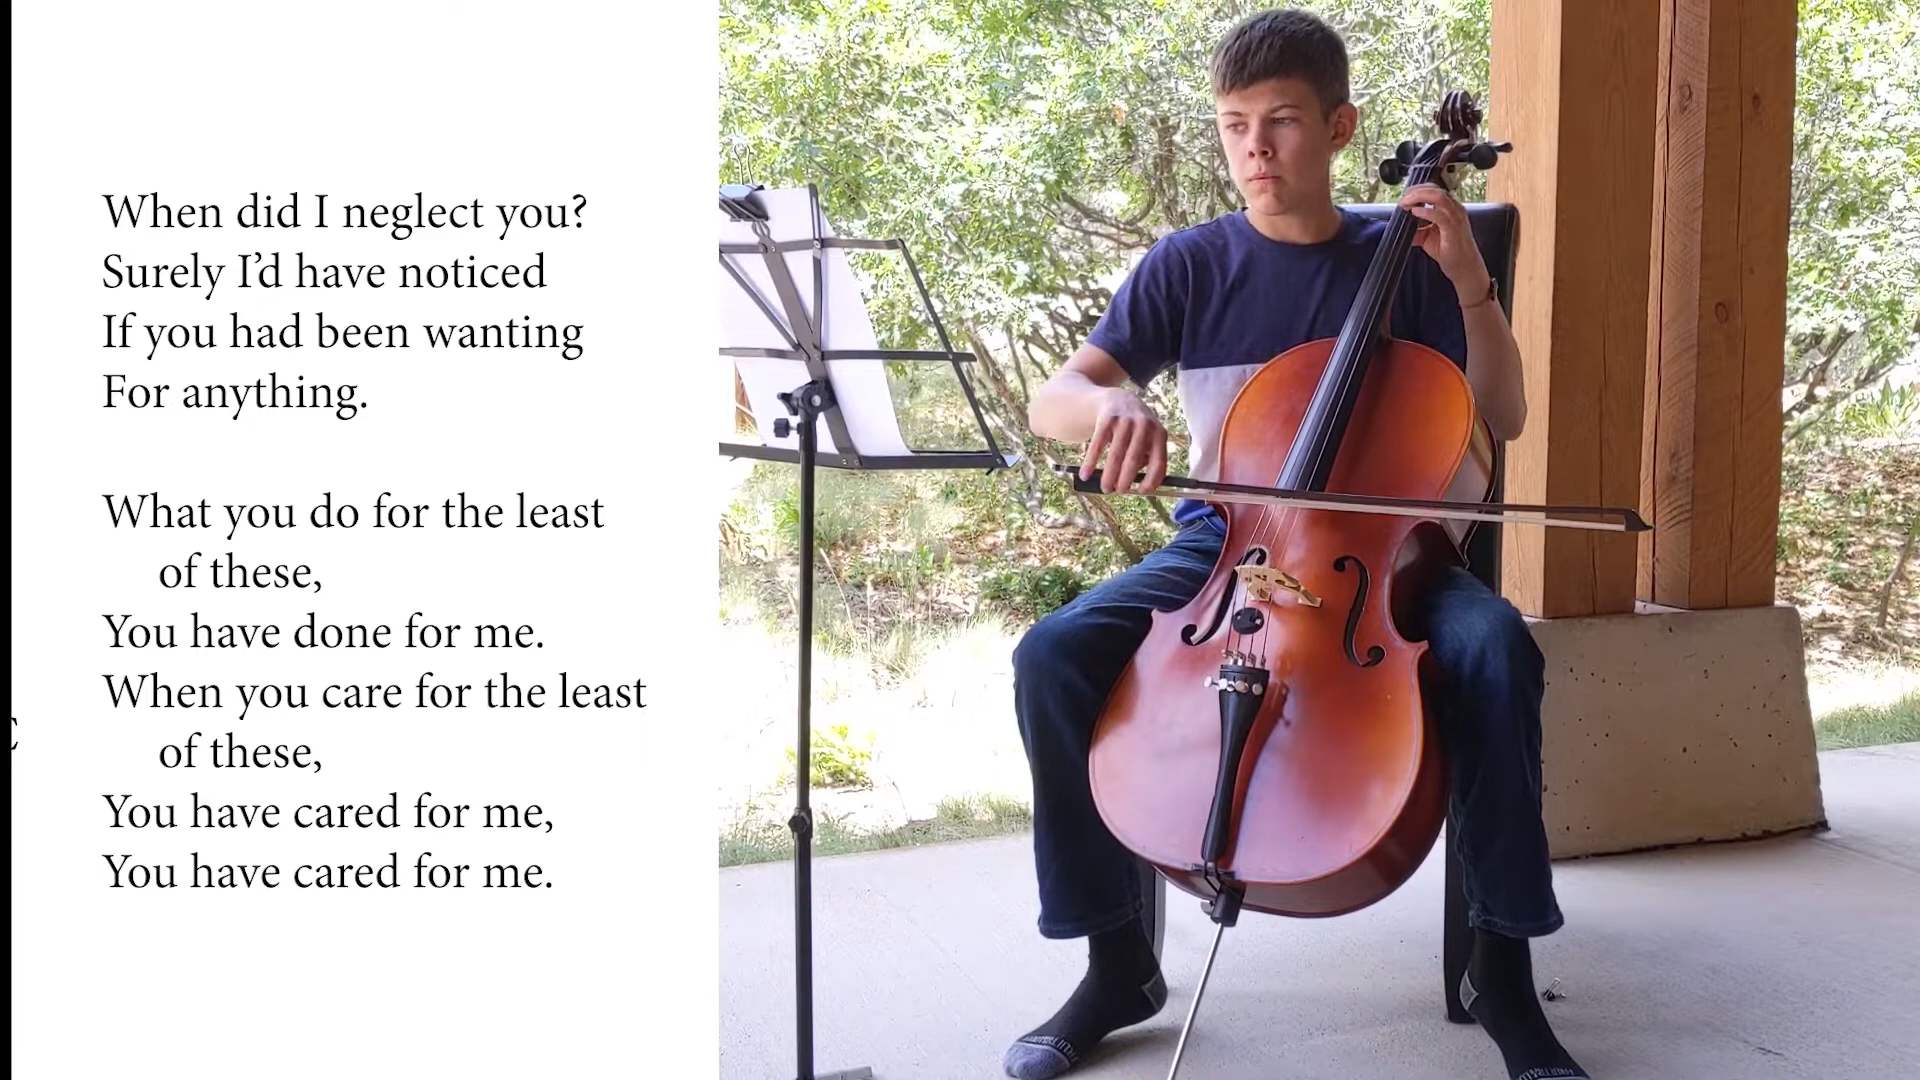 When did I neglect you?
Surely I’d have noticed
If you had been wanting
For anything.
What you do for the least
of these,
You have done for me.
When you care for the least
of these,
You have cared for me,
You have cared for me.